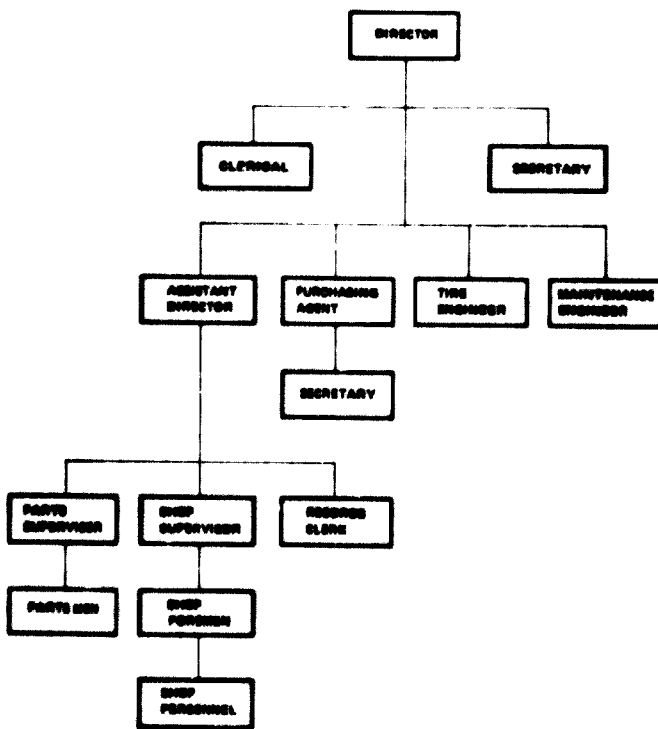 DIRECTOR
CLERICAL
SECRETARY
ASSISTANT
DIRECTOR
PURCHASING
AGENT
TIRE
ENGINEER
MAINTENANCE
ENGINEER
SECRETARY
PARTS
SUPERVISOR
SHOP
SUPERVISOR
RECORDS
CLERK
PARTS MEN
SHOP
FOREMEN
SHOP
PERSONNEL